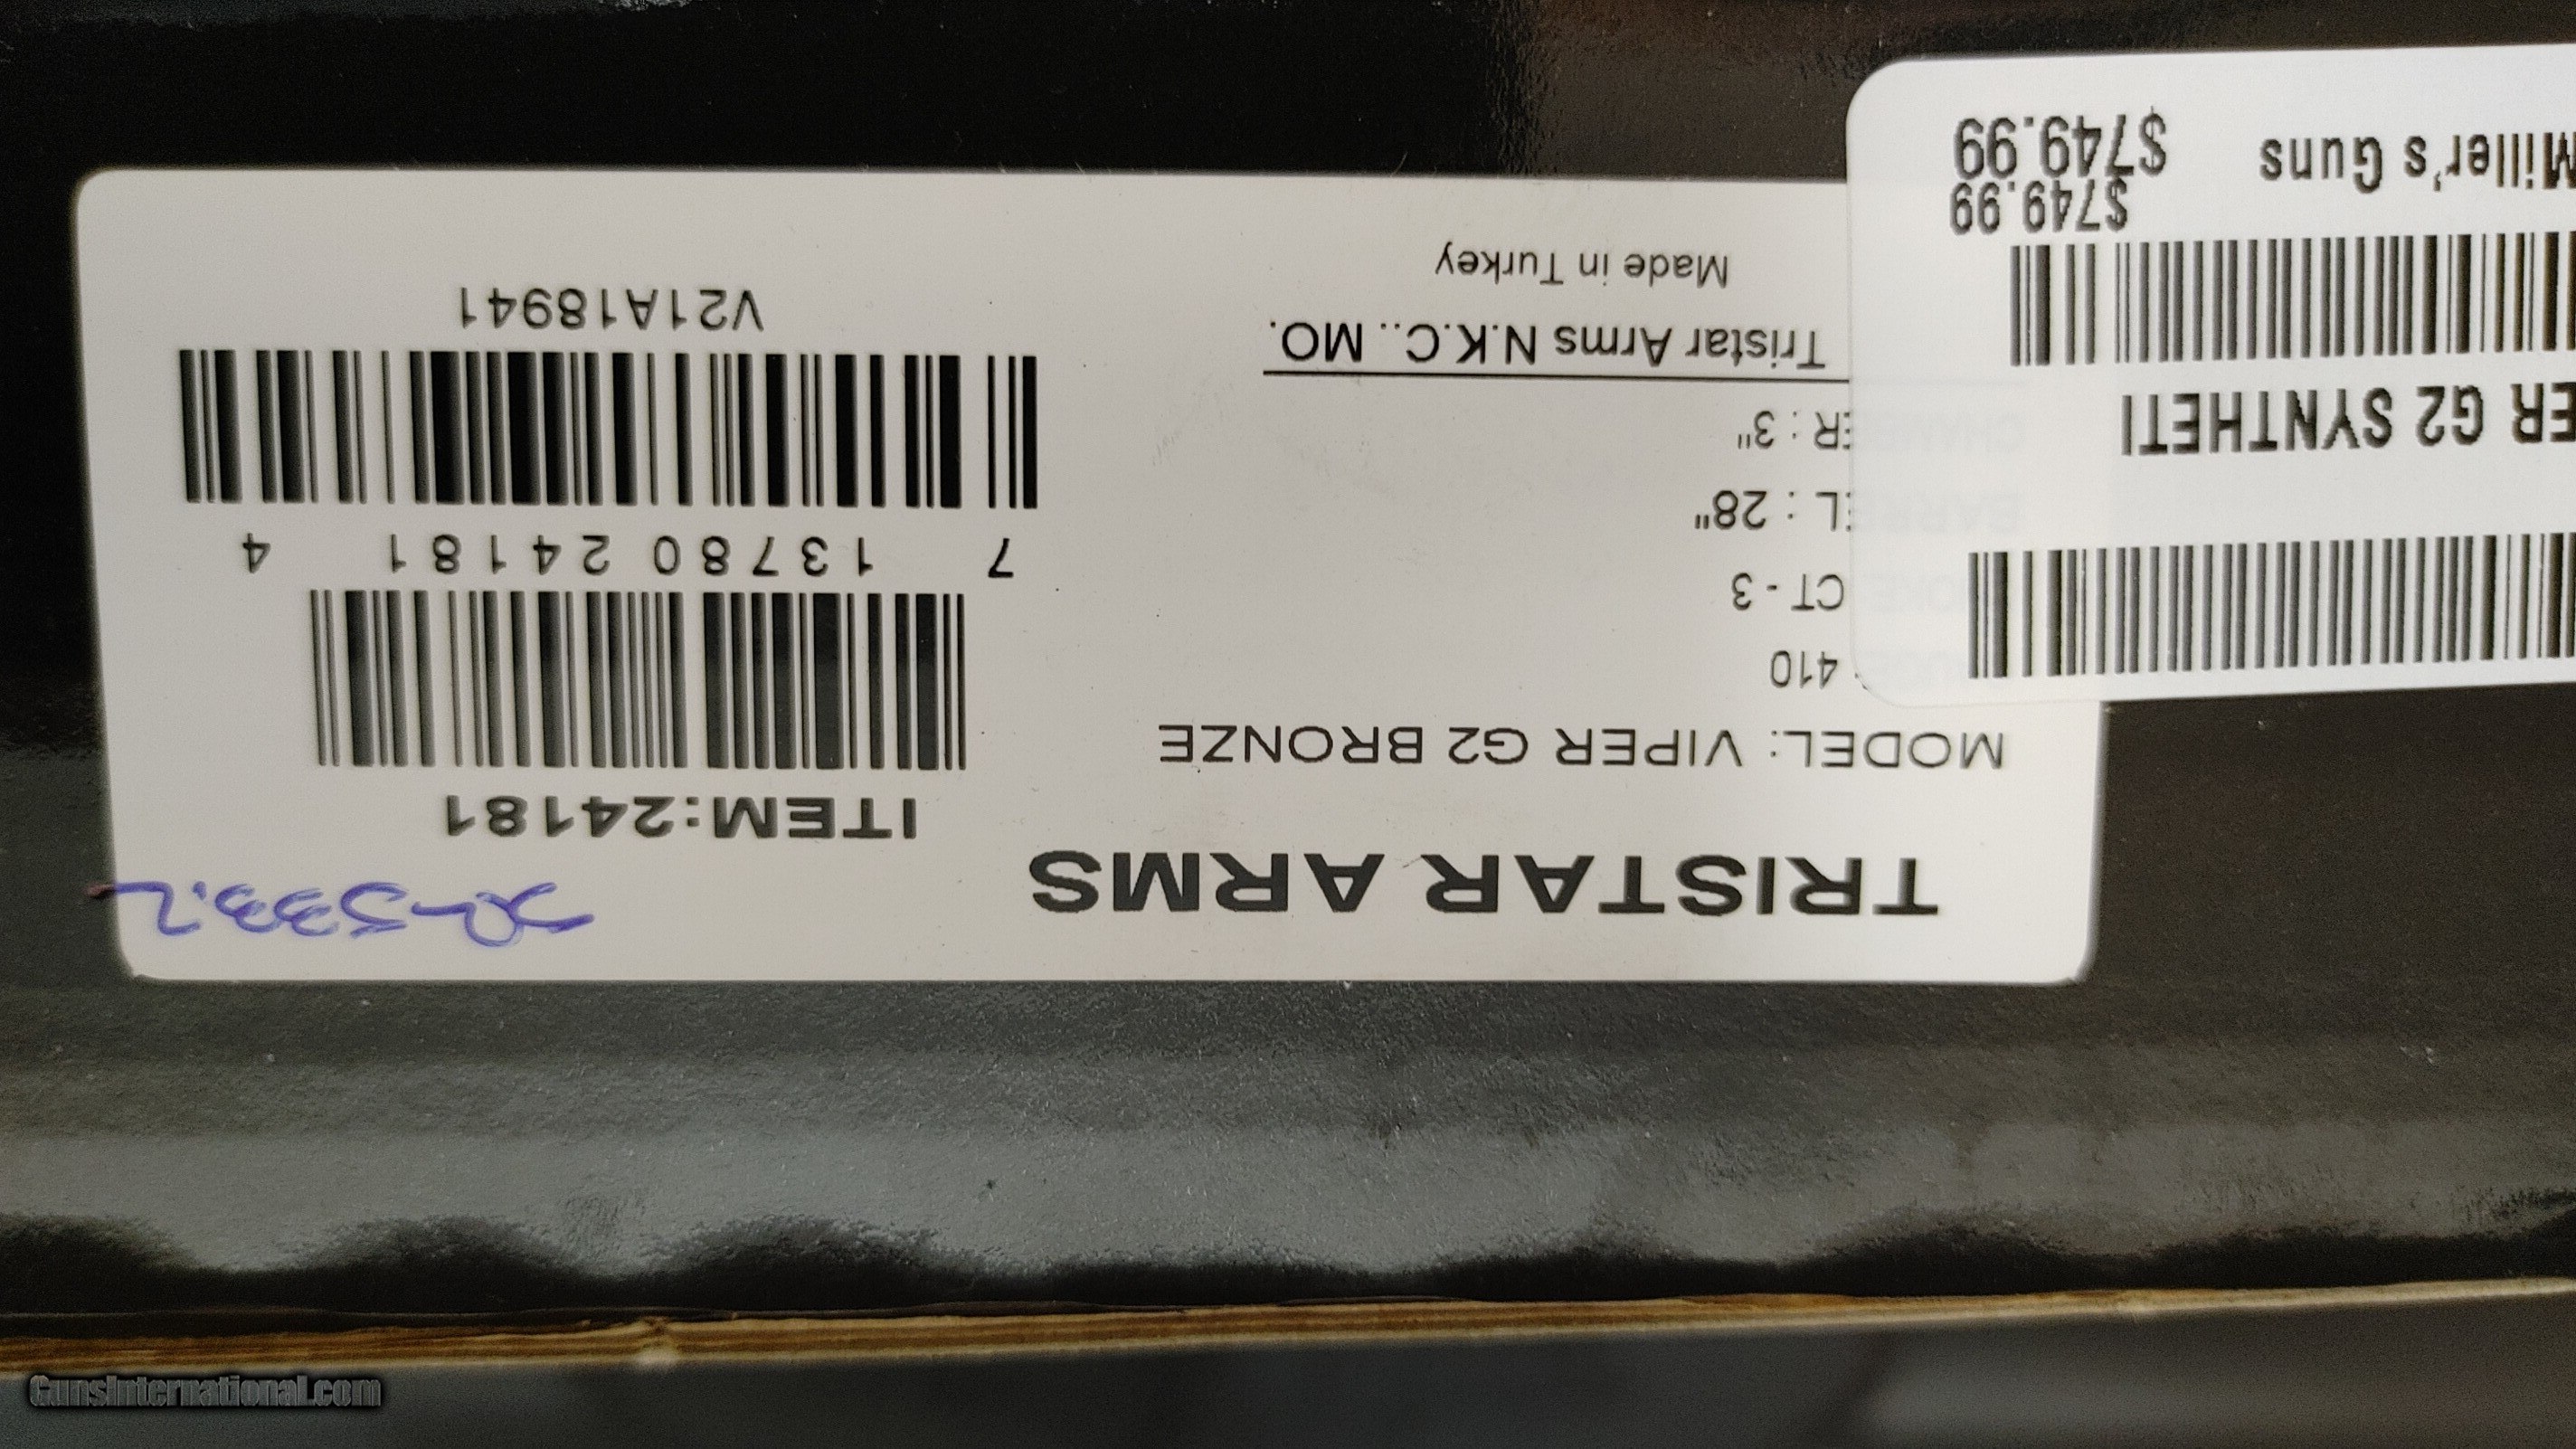 TRISTAR ARMS
MODEL: VIPER G2 BRONZE
410
CT - 3
28"
3"
Tristar Arms N.K.C.. MO.
Made in Turkey
ITEM:24181
7 13780 24181 4
V21A18941
G2 SYNTHETI
$749.99
Miller's Guns $749.99
GunsInternational.com